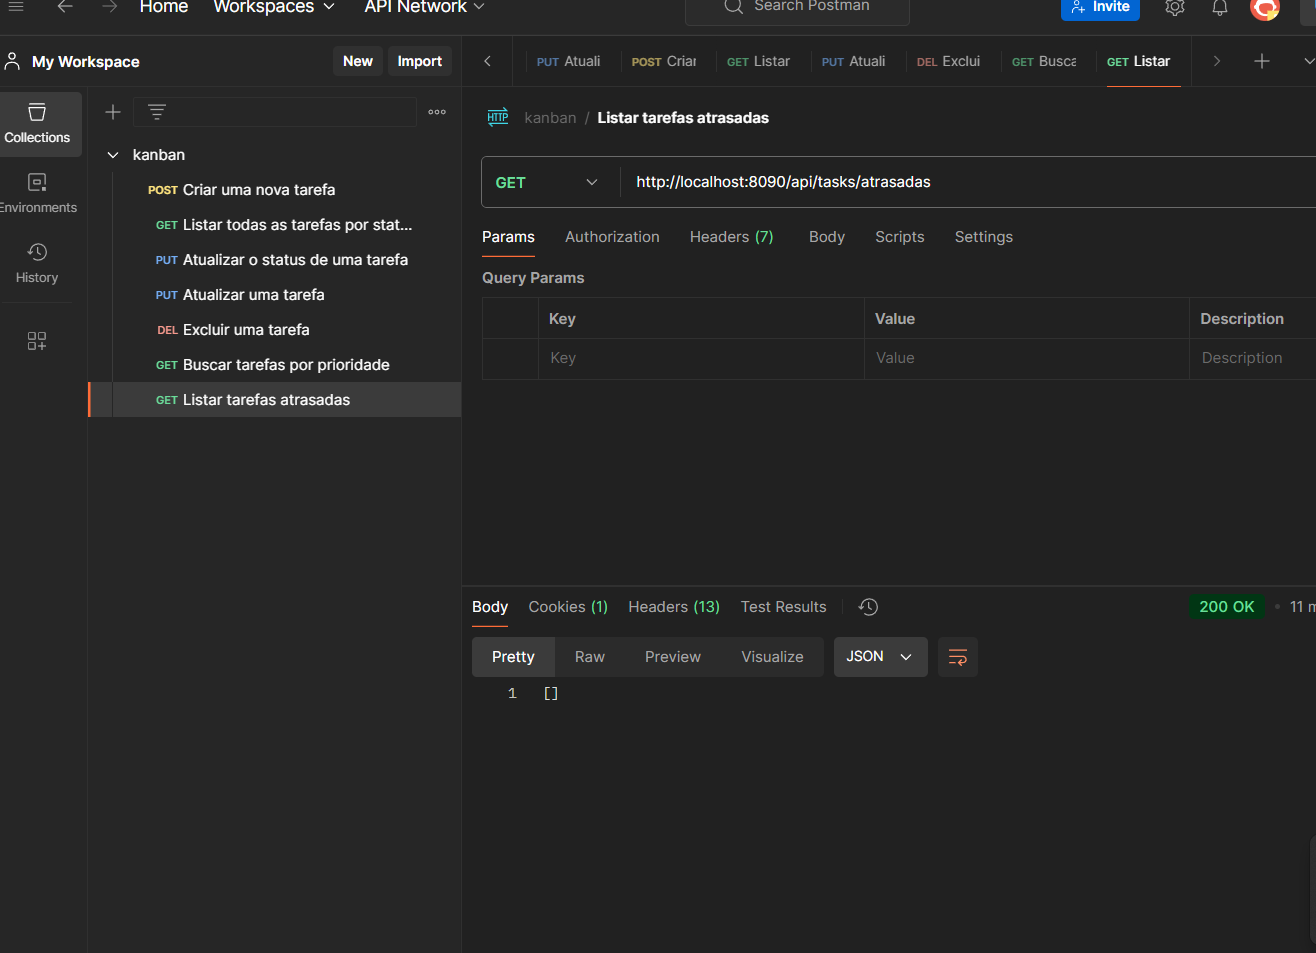 Home Workspaces API Network Search Postman Invite
My Workspace New Import
PUT Atuali POST Criar GET Listar PUT Atuali DEL Exclui GET Busca GET Listar
Collections
Environments
History
kanban
POST Criar uma nova tarefa
GET Listar todas as tarefas por stat...
PUT Atualizar o status de uma tarefa
PUT Atualizar uma tarefa
DEL Excluir uma tarefa
GET Buscar tarefas por prioridade
GET Listar tarefas atrasadas
HTTP kanban / Listar tarefas atrasadas
GET http://localhost:8090/api/tasks/atrasadas
Params Authorization Headers (7) Body Scripts Settings
Query Params
Key Value Description
Key Value Description
Body Cookies (1) Headers (13) Test Results 200 OK • 11 m
Pretty Raw Preview Visualize JSON
1 []